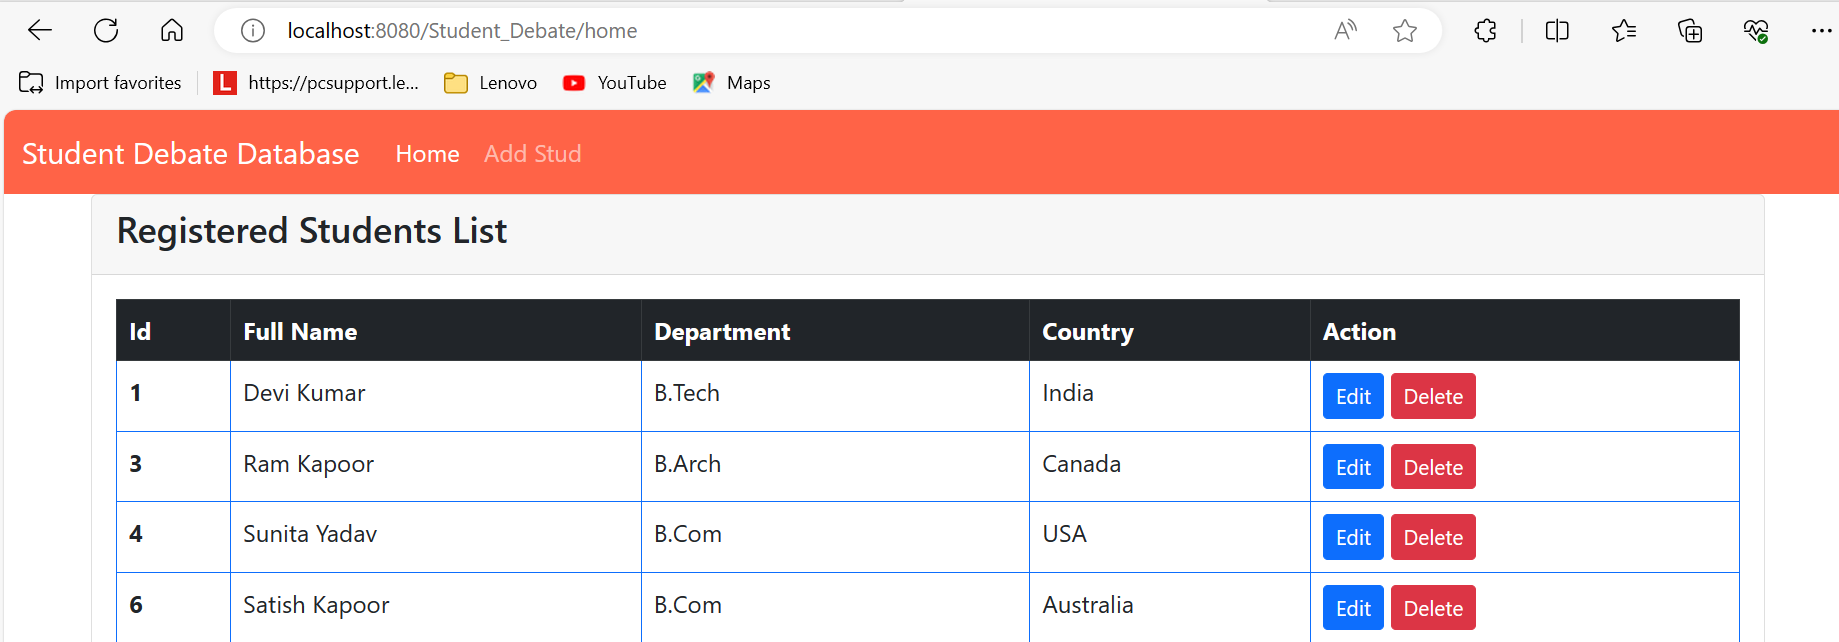 localhost:8080/Student_Debate/home
Import favorites L https://pcsupport.le... Lenovo YouTube Maps
Student Debate Database Home Add Stud
Registered Students List
Id Full Name Department Country Action
1 Devi Kumar B.Tech India Edit Delete
3 Ram Kapoor B.Arch Canada Edit Delete
4 Sunita Yadav B.Com USA Edit Delete
6 Satish Kapoor B.Com Australia Edit Delete